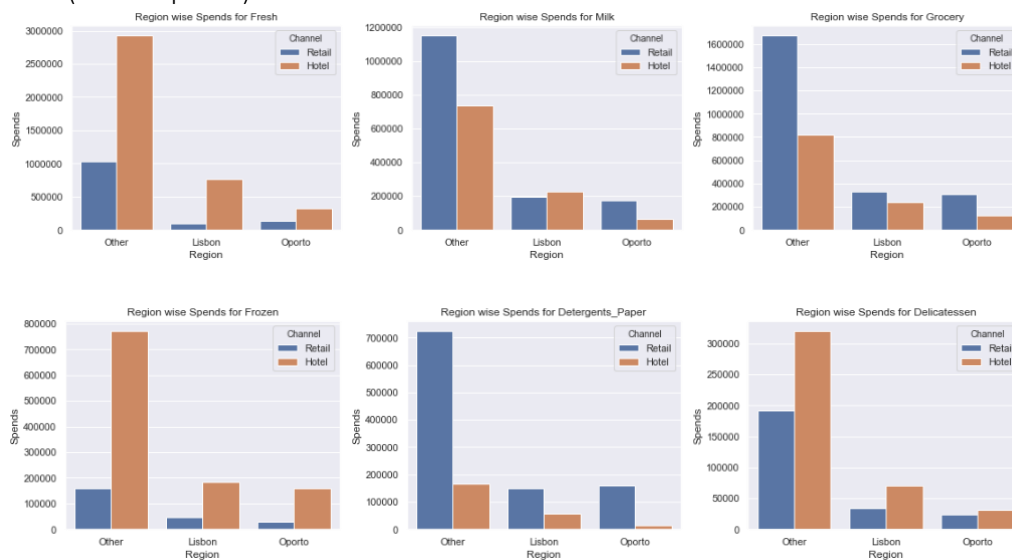 Region wise Spends for Fresh
3000000
2500000
2000000
1500000
1000000
500000
0
Spends
Channel
Retail
Hotel
Other Lisbon Oporto
Region
Region wise Spends for Milk
1200000
1000000
800000
600000
400000
200000
0
Spends
Channel
Retail
Hotel
Other Lisbon Oporto
Region
Region wise Spends for Grocery
1600000
1400000
1200000
1000000
800000
600000
400000
200000
0
Spends
Channel
Retail
Hotel
Other Lisbon Oporto
Region
Region wise Spends for Frozen
800000
700000
600000
500000
400000
300000
200000
100000
0
Spends
Channel
Retail
Hotel
Other Lisbon Oporto
Region
Region wise Spends for Detergents_Paper
700000
600000
500000
400000
300000
200000
100000
0
Spends
Channel
Retail
Hotel
Other Lisbon Oporto
Region
Region wise Spends for Delicatessen
300000
250000
200000
150000
100000
50000
0
Spends
Channel
Retail
Hotel
Other Lisbon Oporto
Region